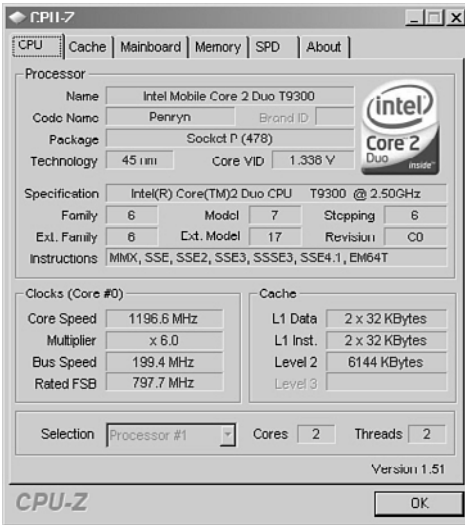 CPU-Z
CPU Cache Mainboard Memory SPD About
Processor
Name Intel Mobile Core 2 Duo T9300
Code Name Penryn Brand ID
Package Socket P (478)
Technology 45 nm Core VID 1.338 V
intel
Core 2
Duo inside™
Specification Intel(R) Core(TM)2 Duo CPU T9300 @ 2.50GHz
Family 6 Model 7 Stepping 6
Ext. Family 6 Ext. Model 17 Revision C0
Instructions MMX, SSE, SSE2, SSE3, SSSE3, SSE4.1, EM64T
Clocks (Core #0)
Core Speed 1196.6 MHz
Multiplier x 6.0
Bus Speed 199.4 MHz
Rated FSB 797.7 MHz
Cache
L1 Data 2 x 32 KBytes
L1 Inst. 2 x 32 KBytes
Level 2 6144 KBytes
Level 3
Selection Processor #1 Cores 2 Threads 2
Version 1.51
CPU-Z OK